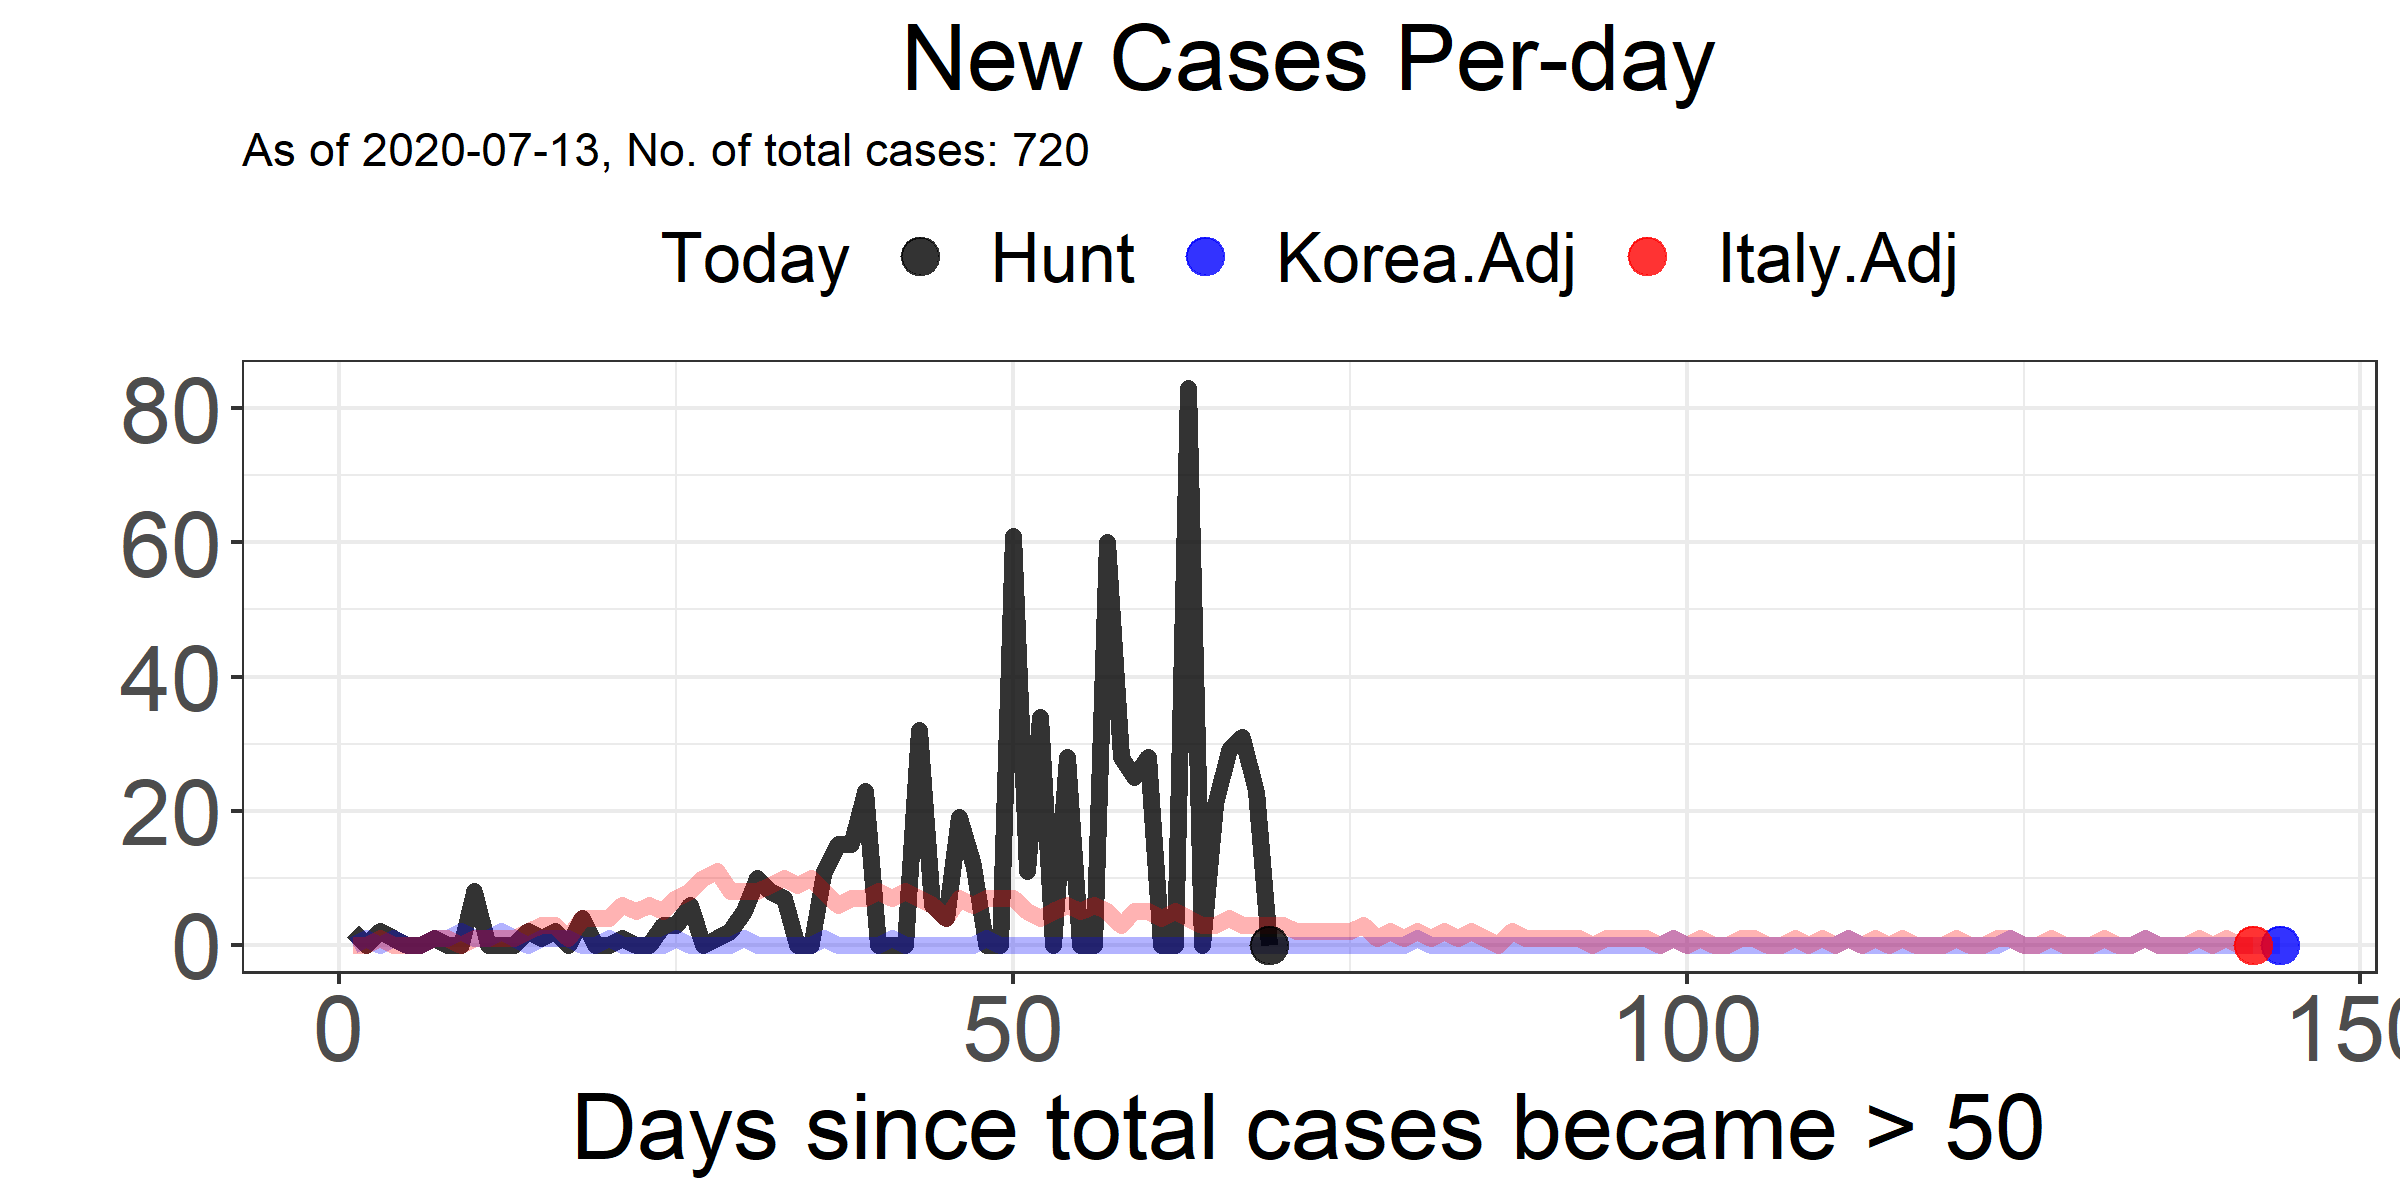 New Cases Per-day
As of 2020-07-13, No. of total cases: 720
Today Hunt Korea.Adj Italy.Adj
80
60
40
20
0
0 50 100 150
Days since total cases became > 50